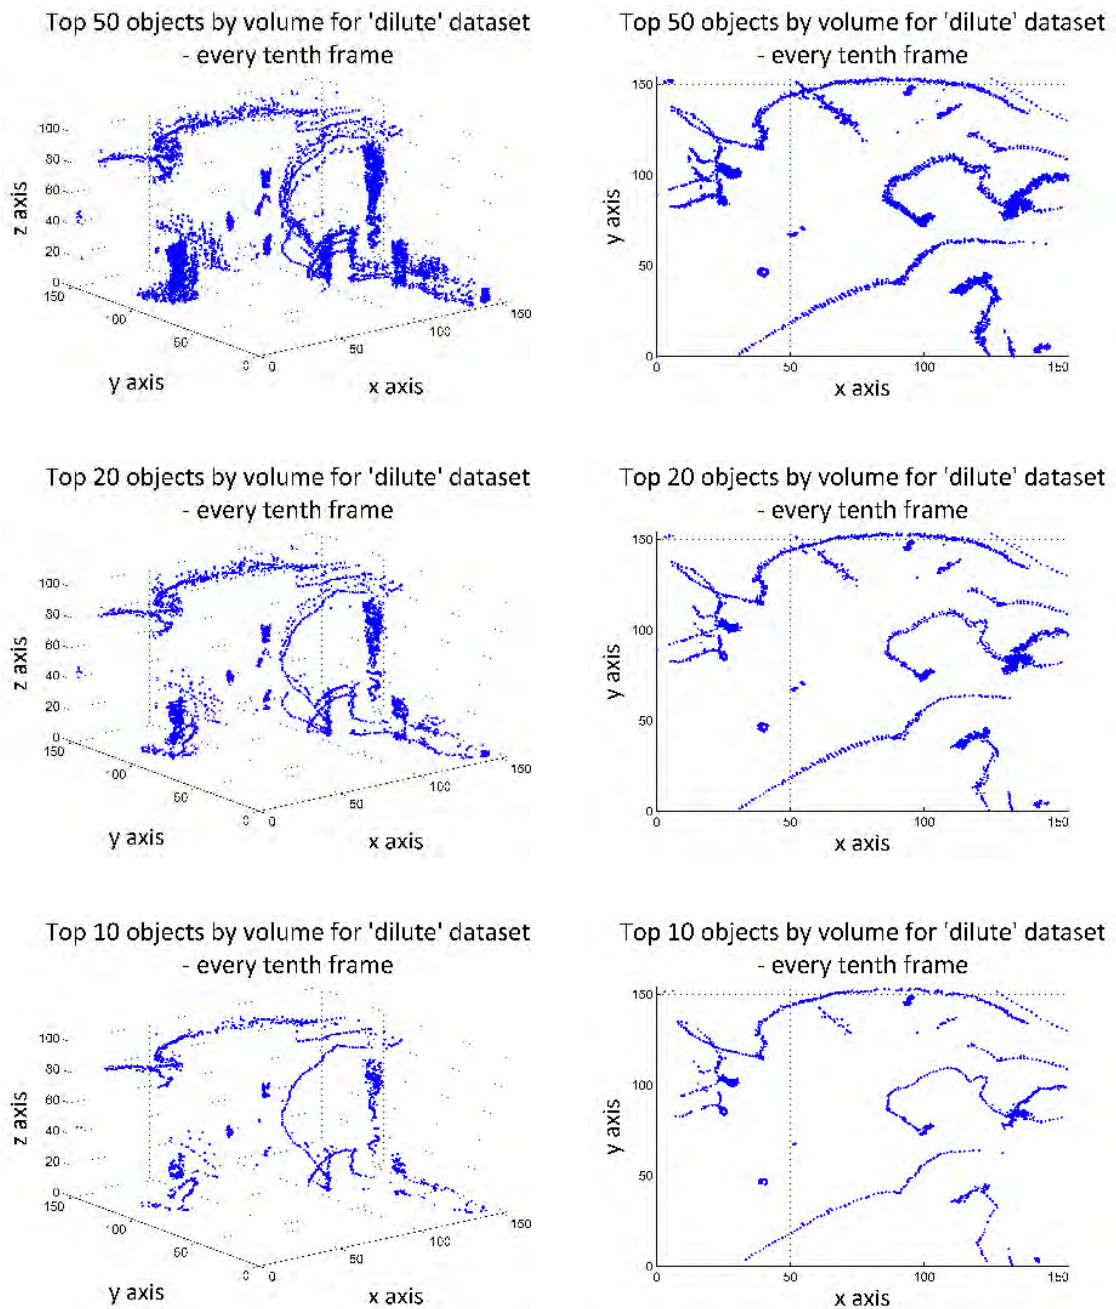 Top 50 objects by volume for 'dilute' dataset
- every tenth frame
100
80
60
40
20
0
150
100
50
0
0
50
100
150
z axis
y axis
x axis
Top 50 objects by volume for 'dilute' dataset
- every tenth frame
150
100
50
0
0
50
100
150
y axis
x axis
Top 20 objects by volume for 'dilute' dataset
- every tenth frame
100
80
60
40
20
0
150
100
50
0
0
50
100
150
z axis
y axis
x axis
Top 20 objects by volume for 'dilute' dataset
- every tenth frame
150
100
50
0
0
50
100
150
y axis
x axis
Top 10 objects by volume for 'dilute' dataset
- every tenth frame
100
80
60
40
20
0
150
100
50
0
0
50
100
150
z axis
y axis
x axis
Top 10 objects by volume for 'dilute' dataset
- every tenth frame
150
100
50
0
0
50
100
150
y axis
x axis